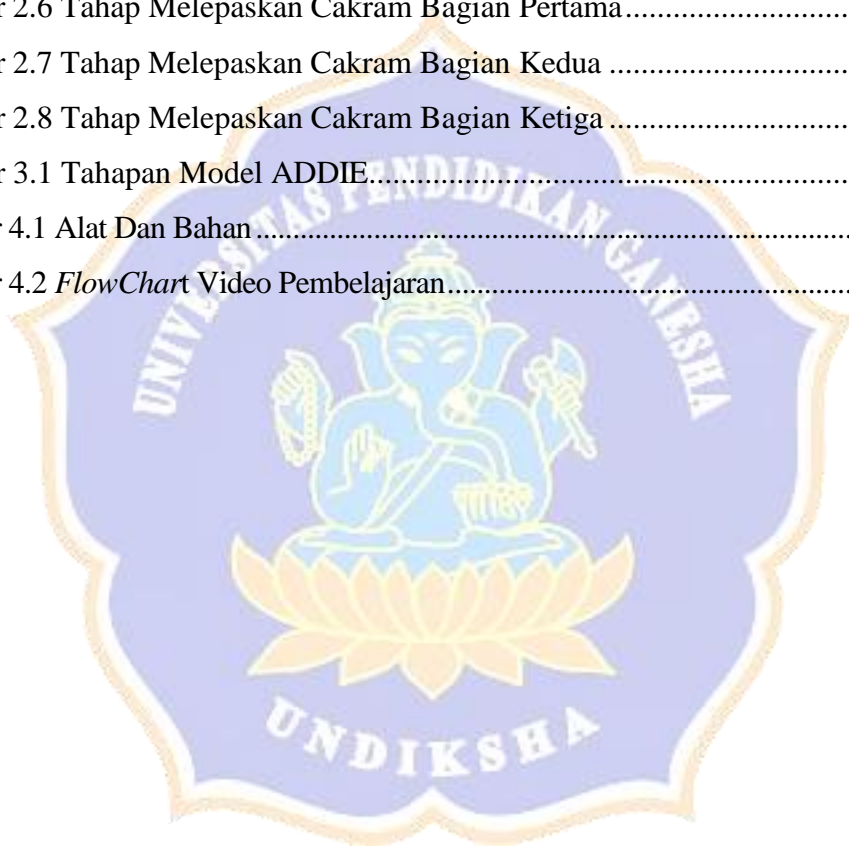 r 2.6 Tahap Melepaskan Cakram Bagian Pertama..............................
r 2.7 Tahap Melepaskan Cakram Bagian Kedua ..............................
r 2.8 Tahap Melepaskan Cakram Bagian Ketiga ..............................
r 3.1 Tahapan Model ADDIE............................................................
r 4.1 Alat Dan Bahan ..........................................................................
r 4.2 FlowChart Video Pembelajaran..................................................
UNIVERSITAS PENDIDIKAN GANESHA
UNDIKSHA